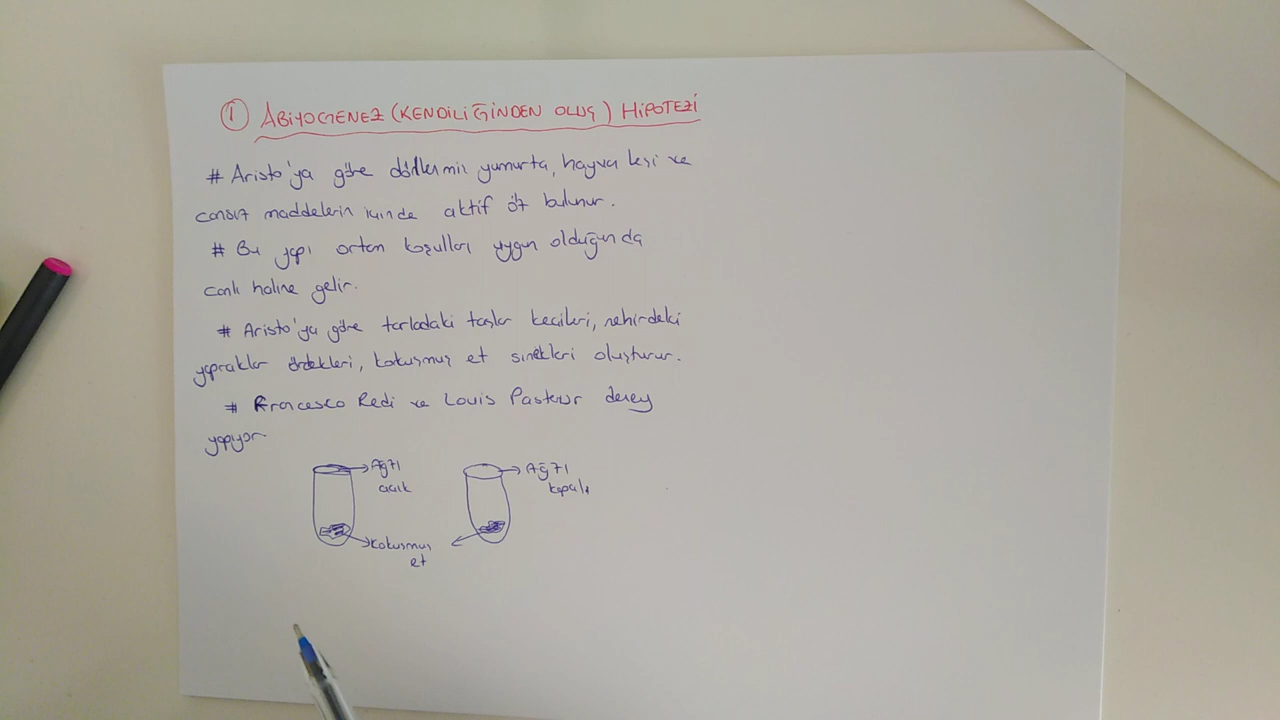 1 ABİYOGENEZ (KENDİLİĞİNDEN OLUŞ) HİPOTEZİ
# Aristo'ya göre döllenmiş yumurta, hayva leşi ve
cansız maddelerin içinde aktif öz bulunur.
# Bu yapı ortam koşulları uygun olduğunda
canlı haline gelir.
# Aristo'ya göre tarladaki taşlar keçileri, nehirdeki
yapraklar ördekleri, kokuşmuş et sinekleri oluşturur.
# Francesco Redi ve Louis Pasteur deney
yapıyor
Ağzı
açık
Ağzı
kapalı
kokuşmuş
et